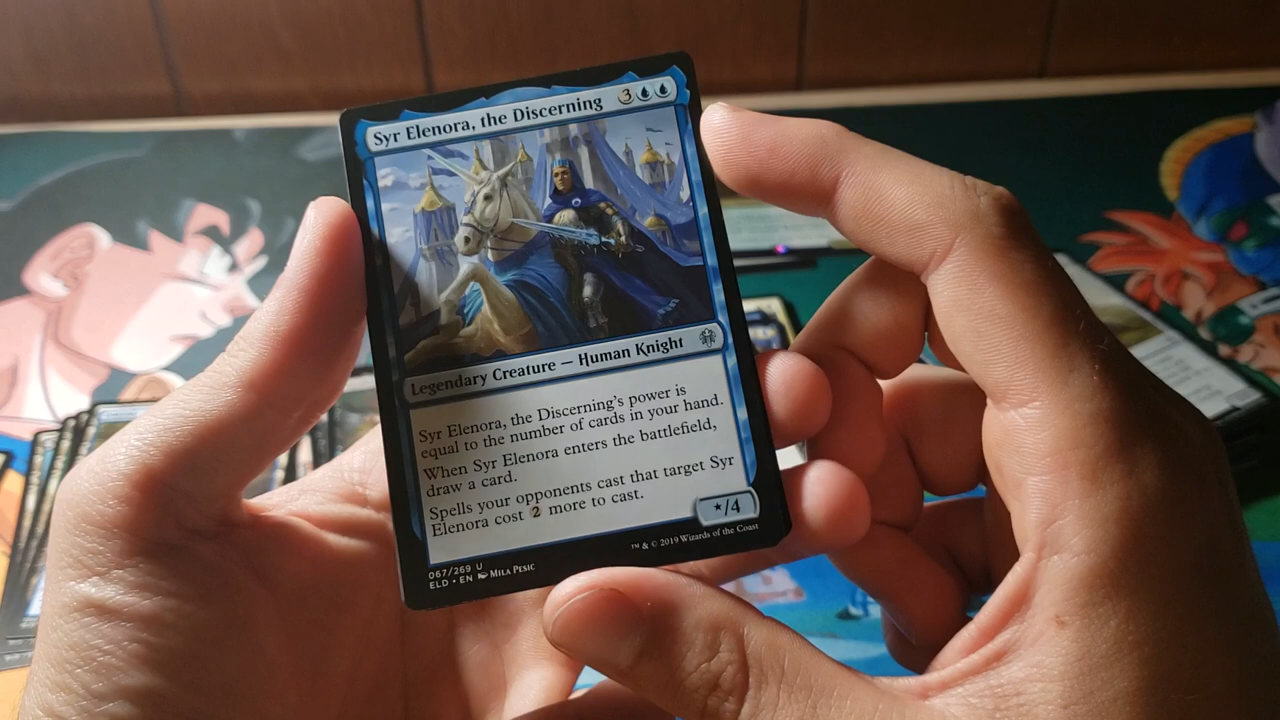 Syr Elenora, the Discerning 3
Legendary Creature — Human Knight
Syr Elenora, the Discerning's power is
equal to the number of cards in your hand.
When Syr Elenora enters the battlefield,
draw a card.
Spells your opponents cast that target Syr
Elenora cost 2 more to cast.
★/4
067/269 U
ELD • EN MILA PESIC
™ & © 2019 Wizards of the Coast